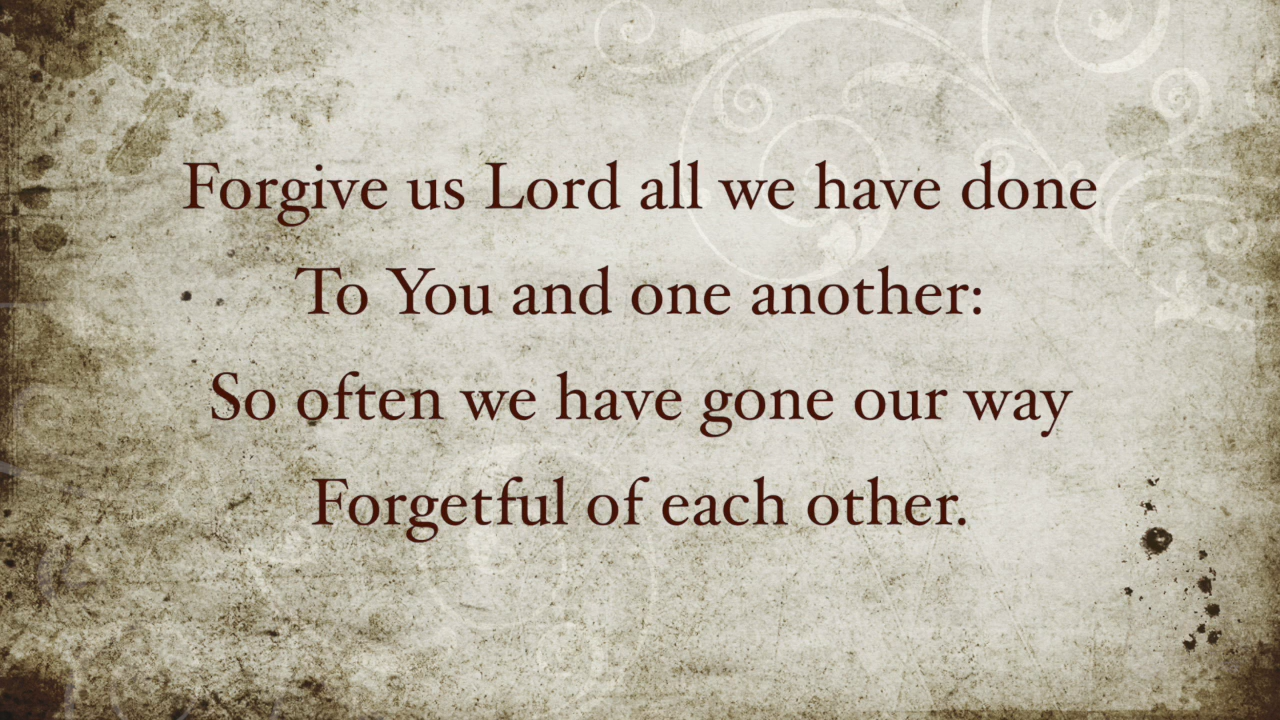 Forgive us Lord all we have done
To You and one another:
So often we have gone our way
Forgetful of each other.